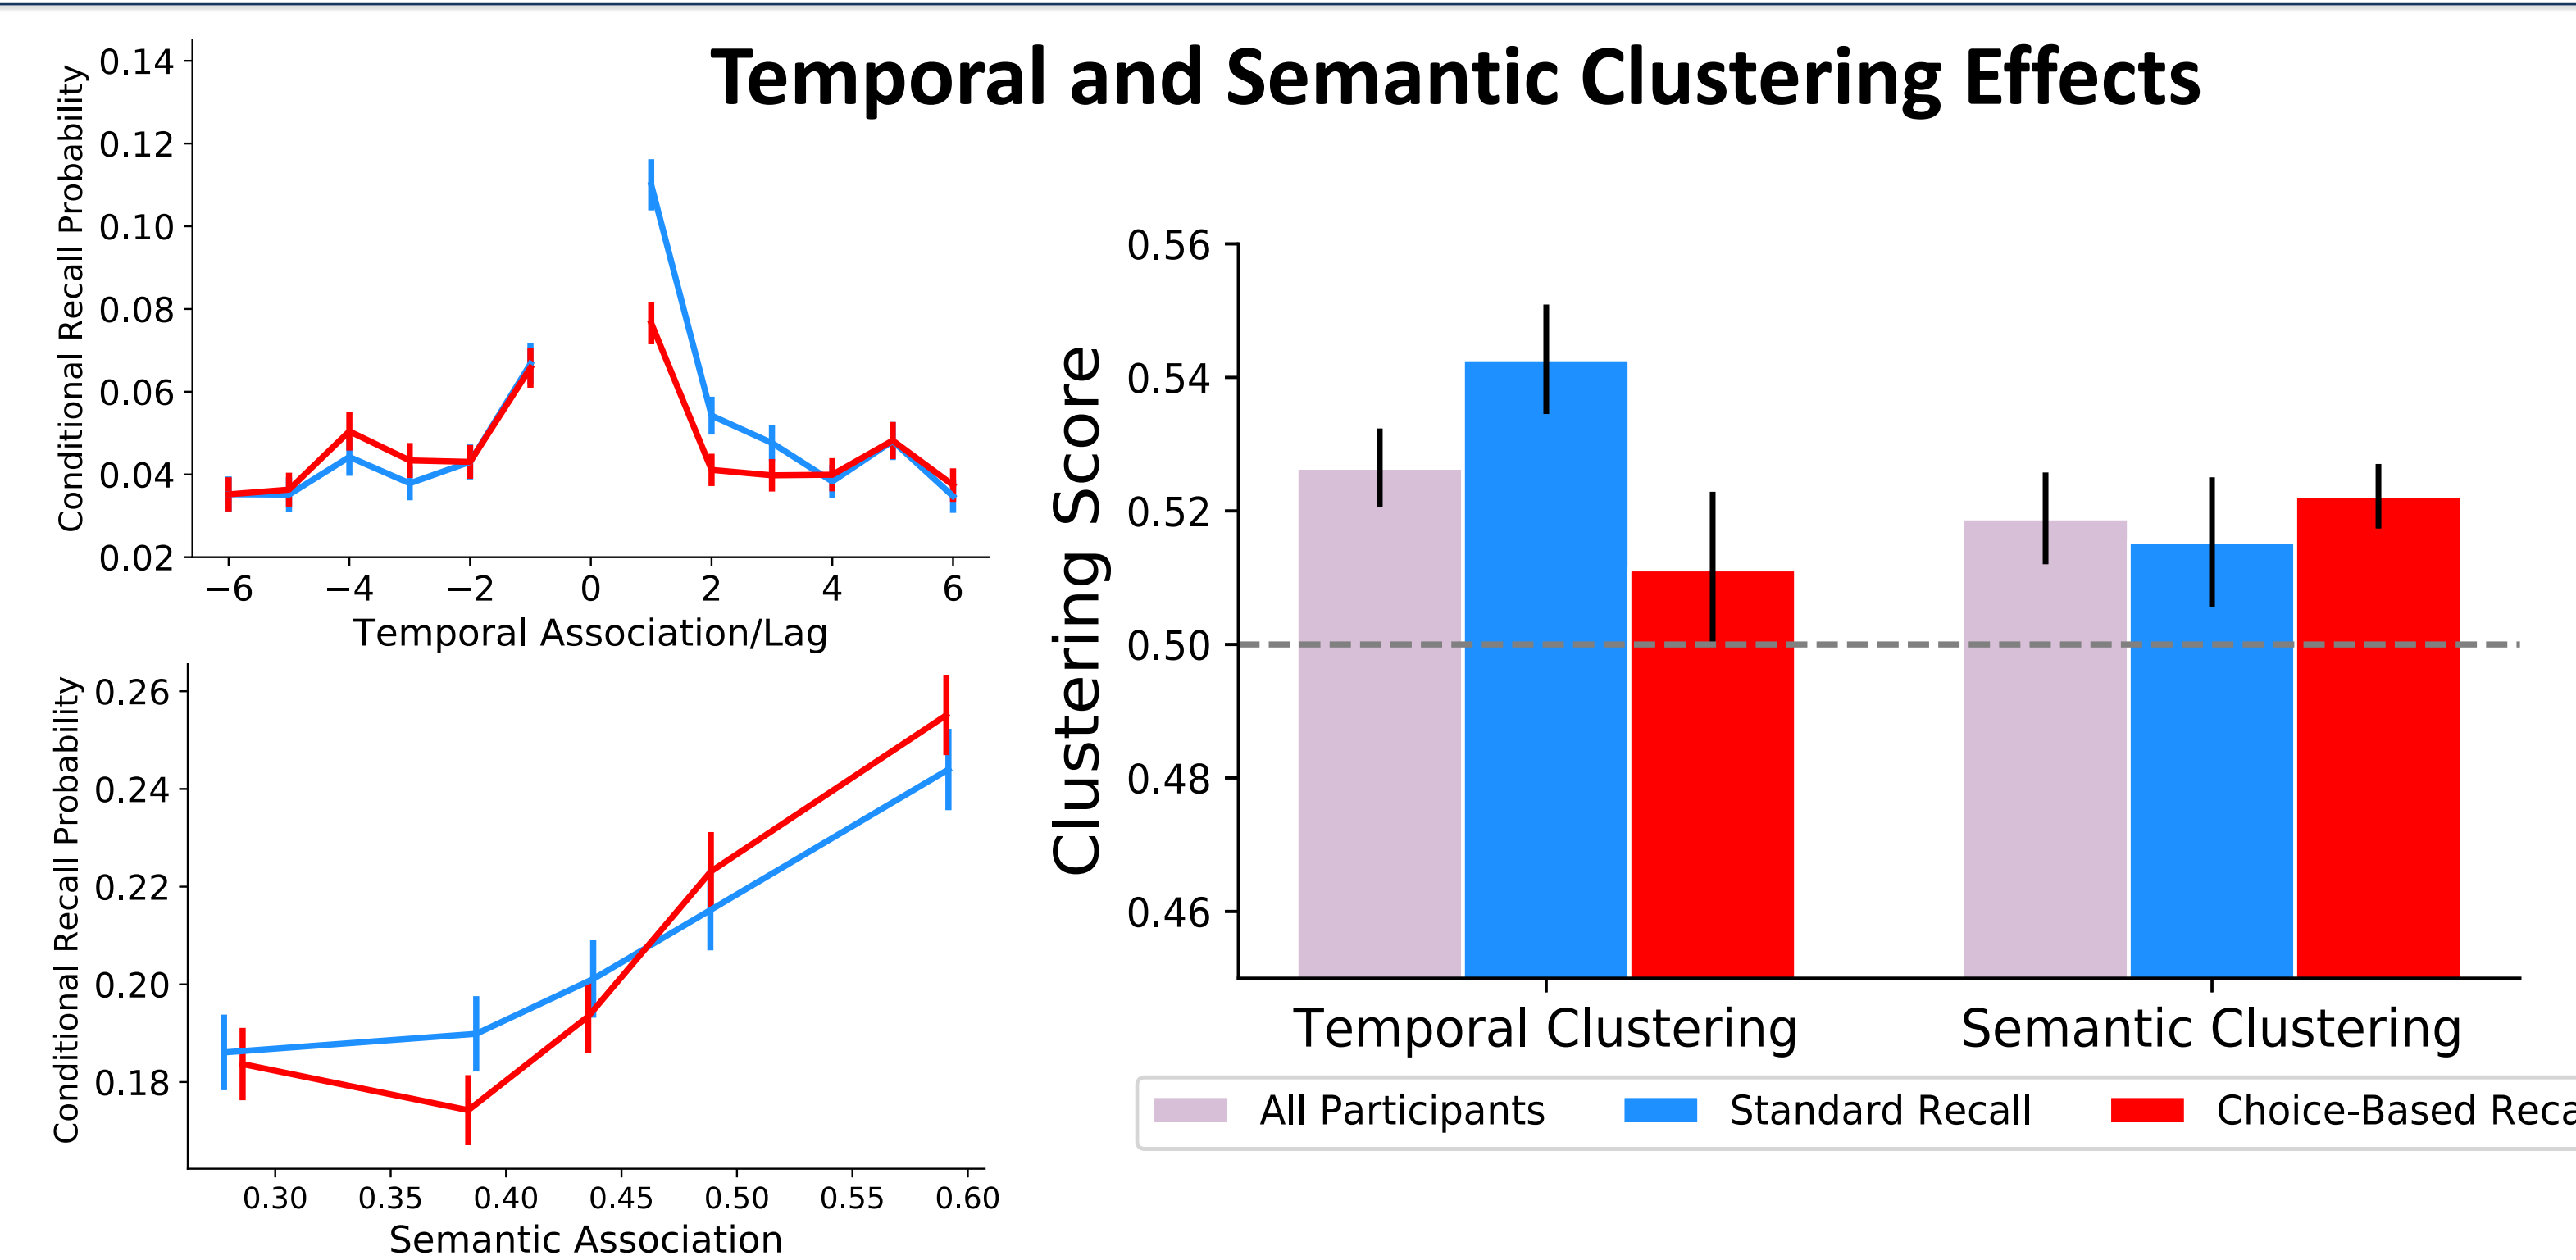 Temporal and Semantic Clustering Effects
Conditional Recall Probability
0.14
0.12
0.10
0.08
0.06
0.04
0.02
−6 −4 −2 0 2 4 6
Temporal Association/Lag
Conditional Recall Probability
0.26
0.24
0.22
0.20
0.18
0.30 0.35 0.40 0.45 0.50 0.55 0.60
Semantic Association
Clustering Score
0.56
0.54
0.52
0.50
0.48
0.46
Temporal Clustering Semantic Clustering
All Participants Standard Recall Choice-Based Reca